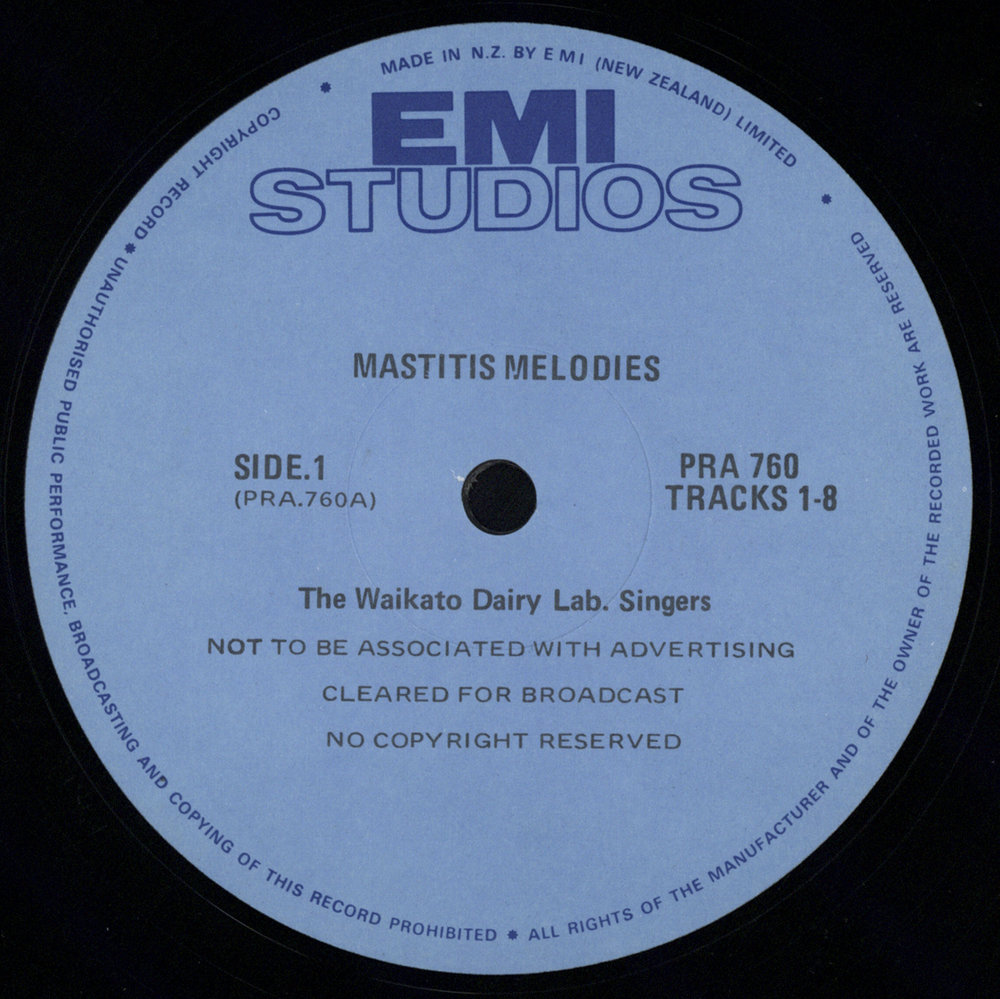 MADE IN N.Z. BY EMI (NEW ZEALAND) LIMITED *
EMI
STUDIOS
MASTITIS MELODIES
SIDE.1
(PRA.760A)
PRA 760
TRACKS 1-8
The Waikato Dairy Lab. Singers
NOT TO BE ASSOCIATED WITH ADVERTISING
CLEARED FOR BROADCAST
NO COPYRIGHT RESERVED
* COPYRIGHT RECORD * UNAUTHORISED PUBLIC PERFORMANCE, BROADCASTING AND COPYING OF THIS RECORD PROHIBITED * ALL RIGHTS OF THE MANUFACTURER AND OF THE OWNER OF THE RECORDED WORK ARE RESERVED